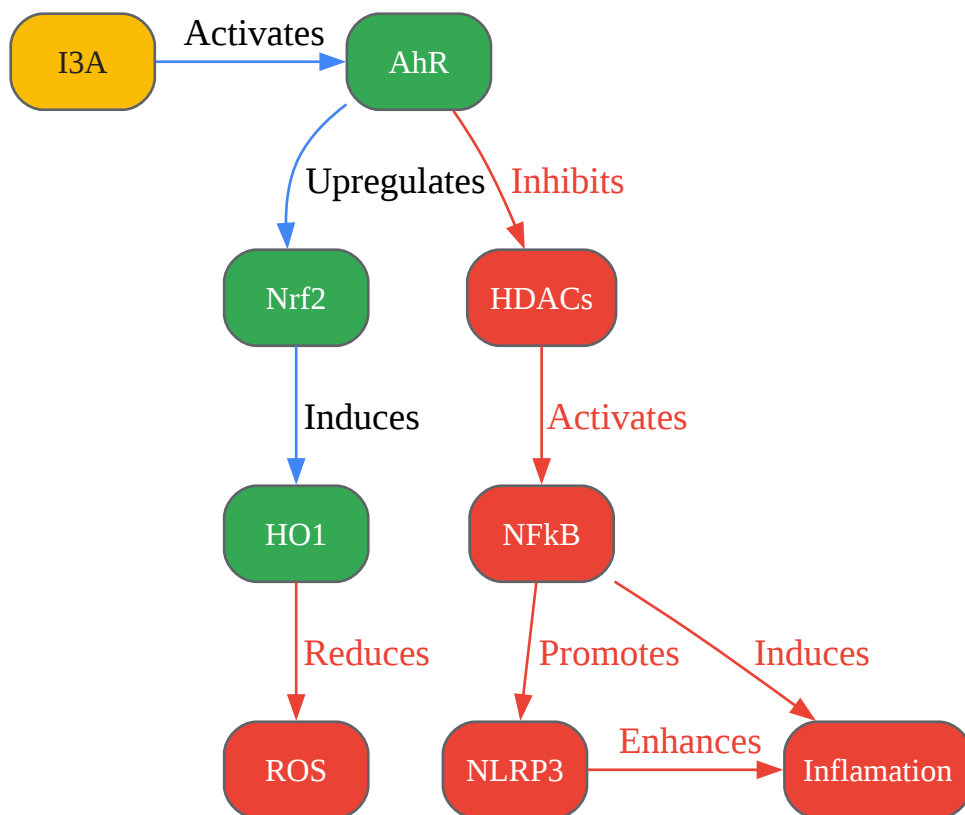 Activates
I3A
AhR
Upregulates
Inhibits
Nrf2
HDACs
Induces
Activates
HO1
NFkB
Reduces
Promotes
Induces
Enhances
ROS
NLRP3
Inflamation